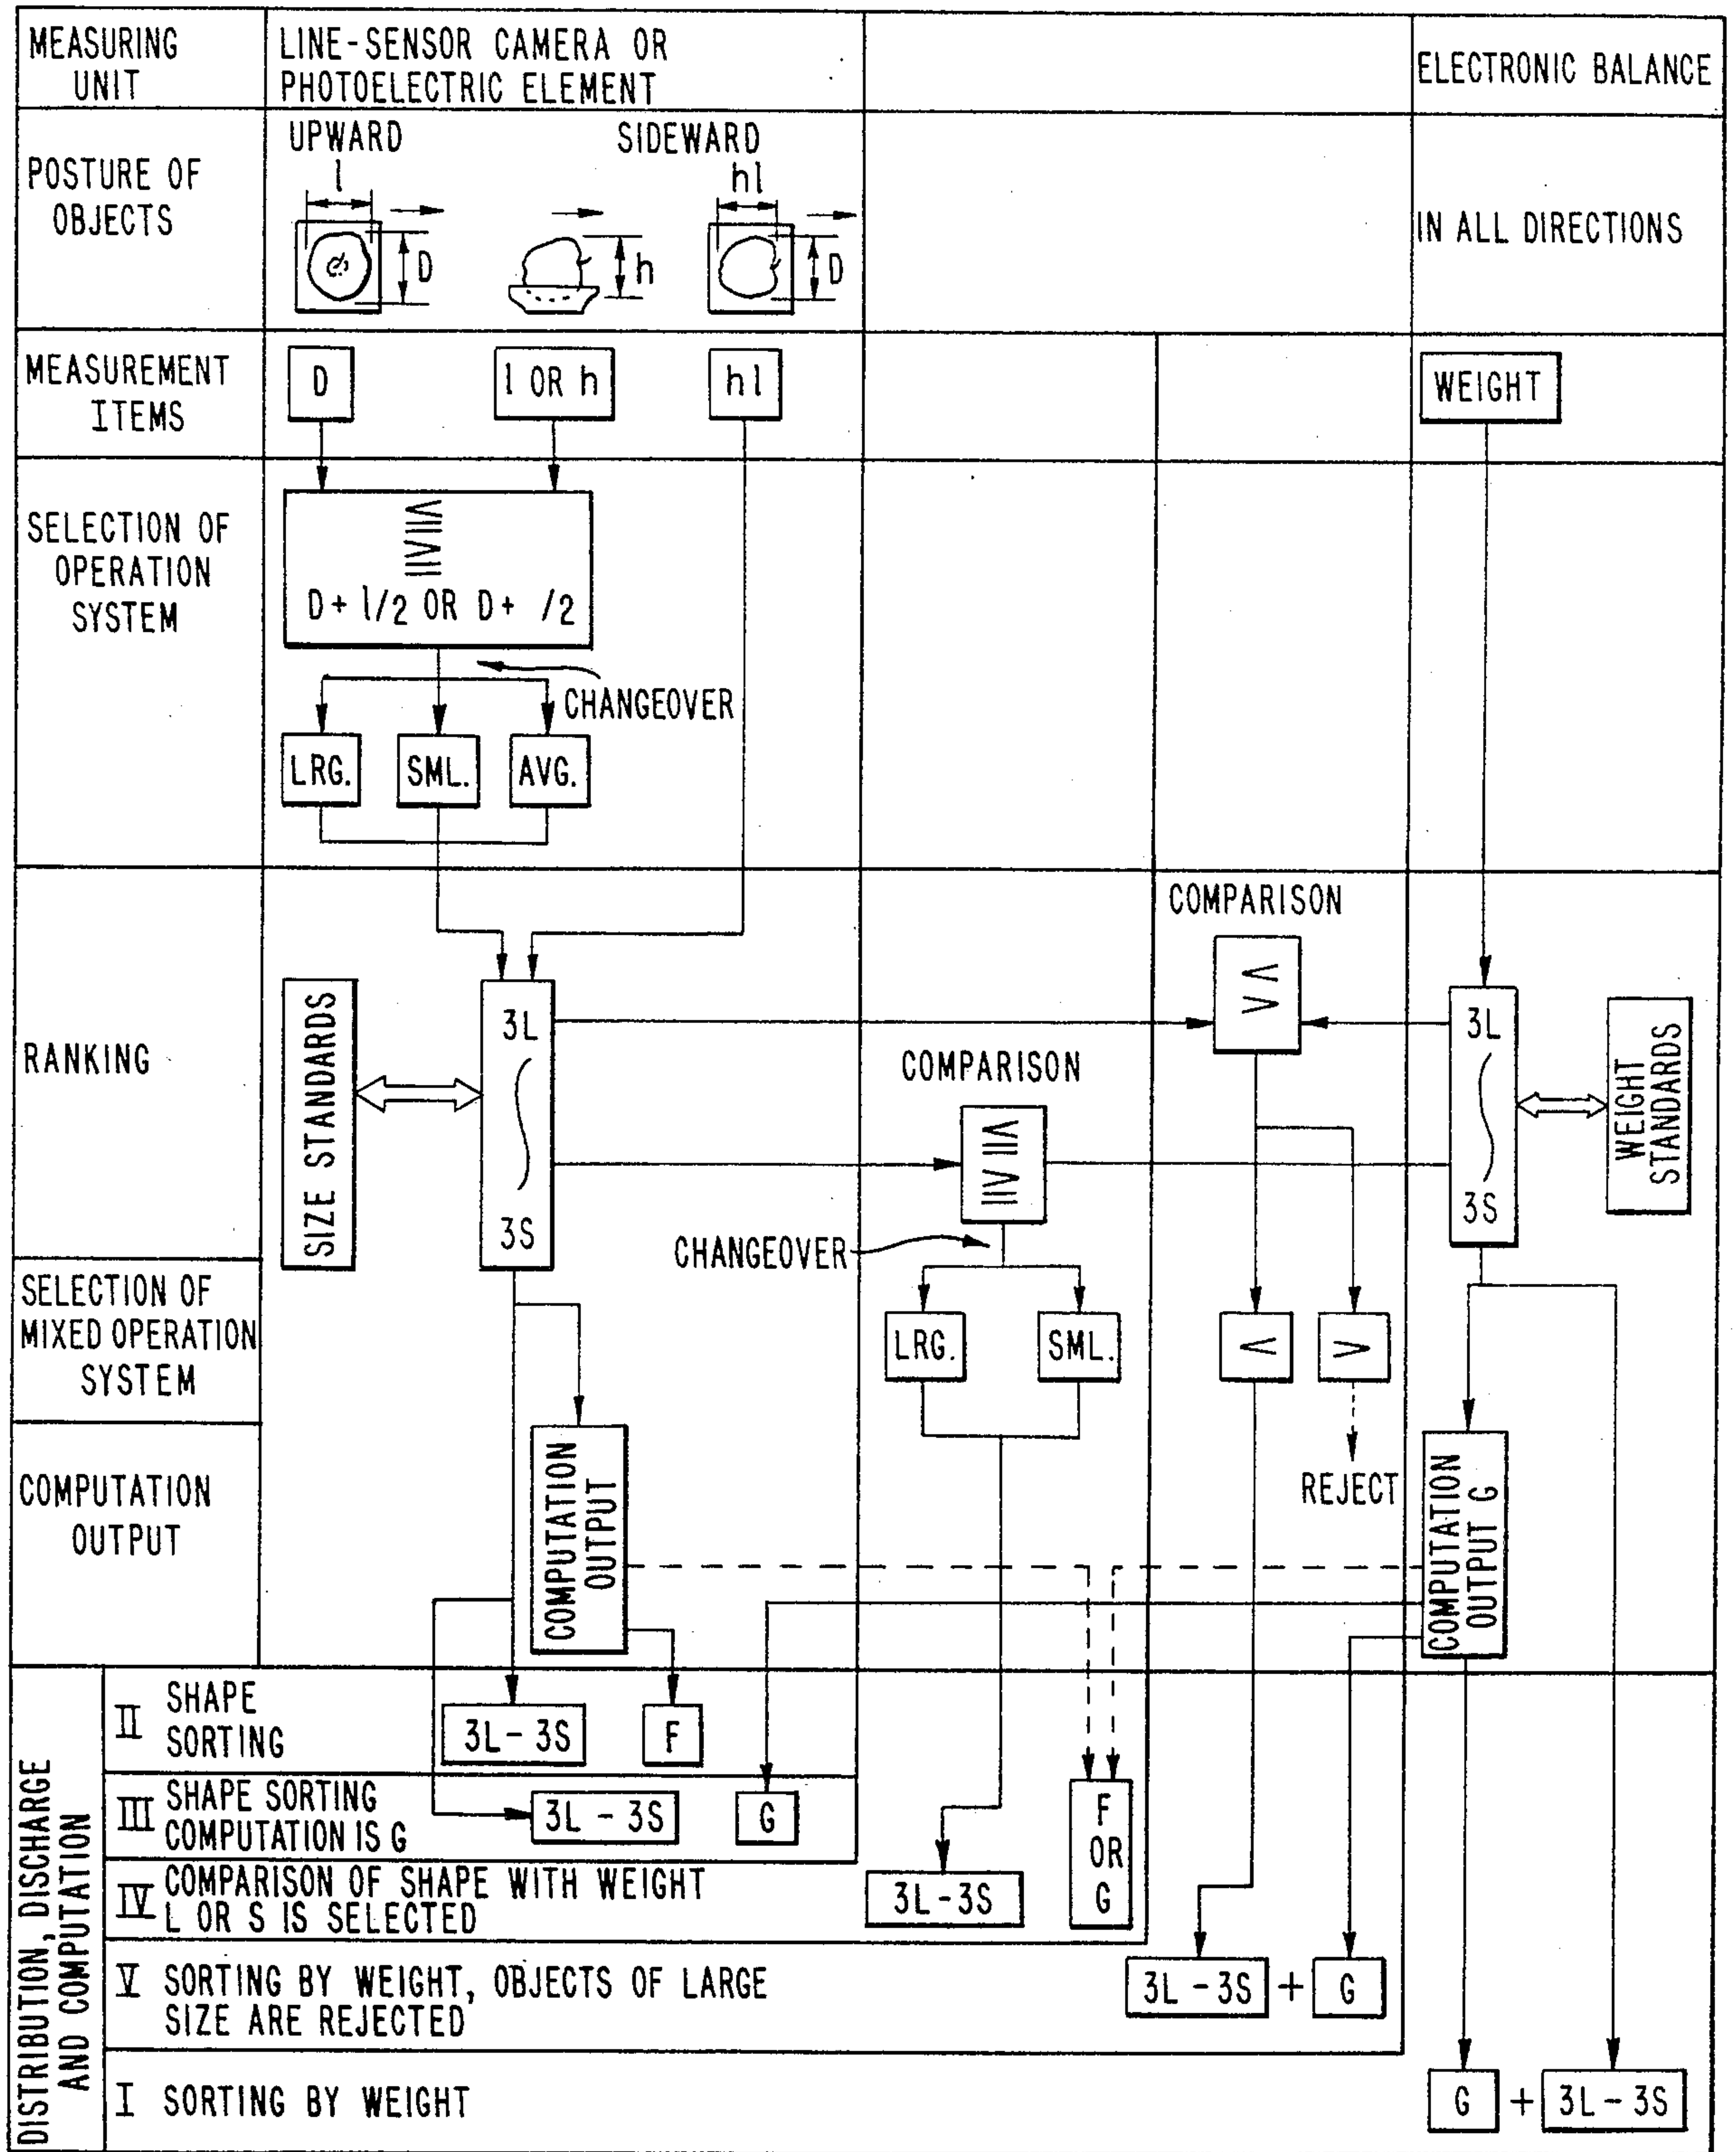 MEASURING
UNIT
LINE-SENSOR CAMERA OR
PHOTOELECTRIC ELEMENT
ELECTRONIC BALANCE
POSTURE OF
OBJECTS
UPWARD
SIDEWARD
l
hl
D
h
D
IN ALL DIRECTIONS
MEASUREMENT
ITEMS
D
l OR h
hl
WEIGHT
SELECTION OF
OPERATION
SYSTEM
≦≧
D+ l/2 OR D+ /2
CHANGEOVER
LRG.
SML.
AVG.
COMPARISON
< >
RANKING
SIZE STANDARDS
3L
3S
COMPARISON
≦ ≧
3L
3S
WEIGHT
STANDARDS
CHANGEOVER
SELECTION OF
MIXED OPERATION
SYSTEM
LRG.
SML.
<
>
COMPUTATION
OUTPUT
COMPUTATION
OUTPUT
REJECT
COMPUTATION
OUTPUT G
DISTRIBUTION, DISCHARGE
AND COMPUTATION
II SHAPE
SORTING
3L-3S
F
III SHAPE SORTING
COMPUTATION IS G
3L-3S
G
IV COMPARISON OF SHAPE WITH WEIGHT
L OR S IS SELECTED
3L-3S
F
OR
G
V SORTING BY WEIGHT, OBJECTS OF LARGE
SIZE ARE REJECTED
3L-3S + G
I SORTING BY WEIGHT
G + 3L-3S